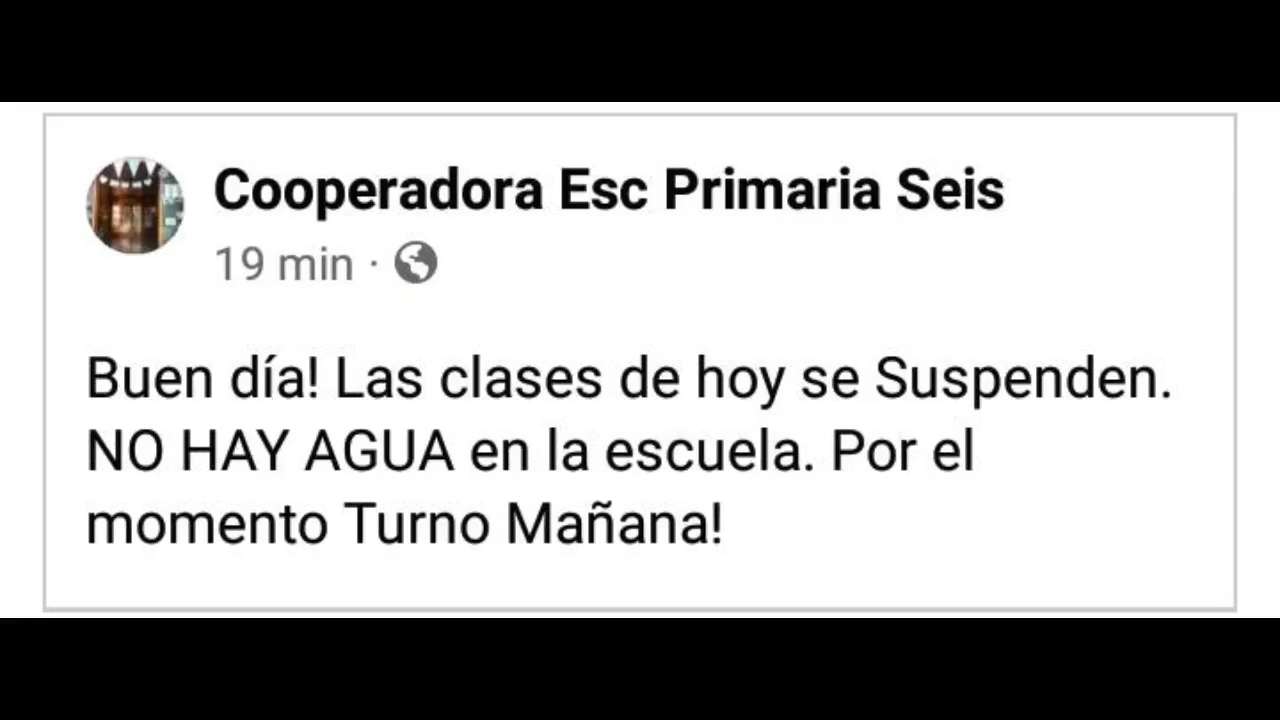 Cooperadora Esc Primaria Seis
19 min ·
Buen día! Las clases de hoy se Suspenden.
NO HAY AGUA en la escuela. Por el
momento Turno Mañana!